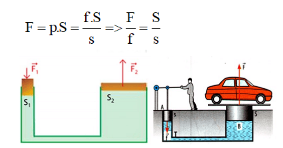 F = p.S = f.S/s => F/f = S/s
F₁
F₂
F
S₁
S₂
A
s
S
B
T